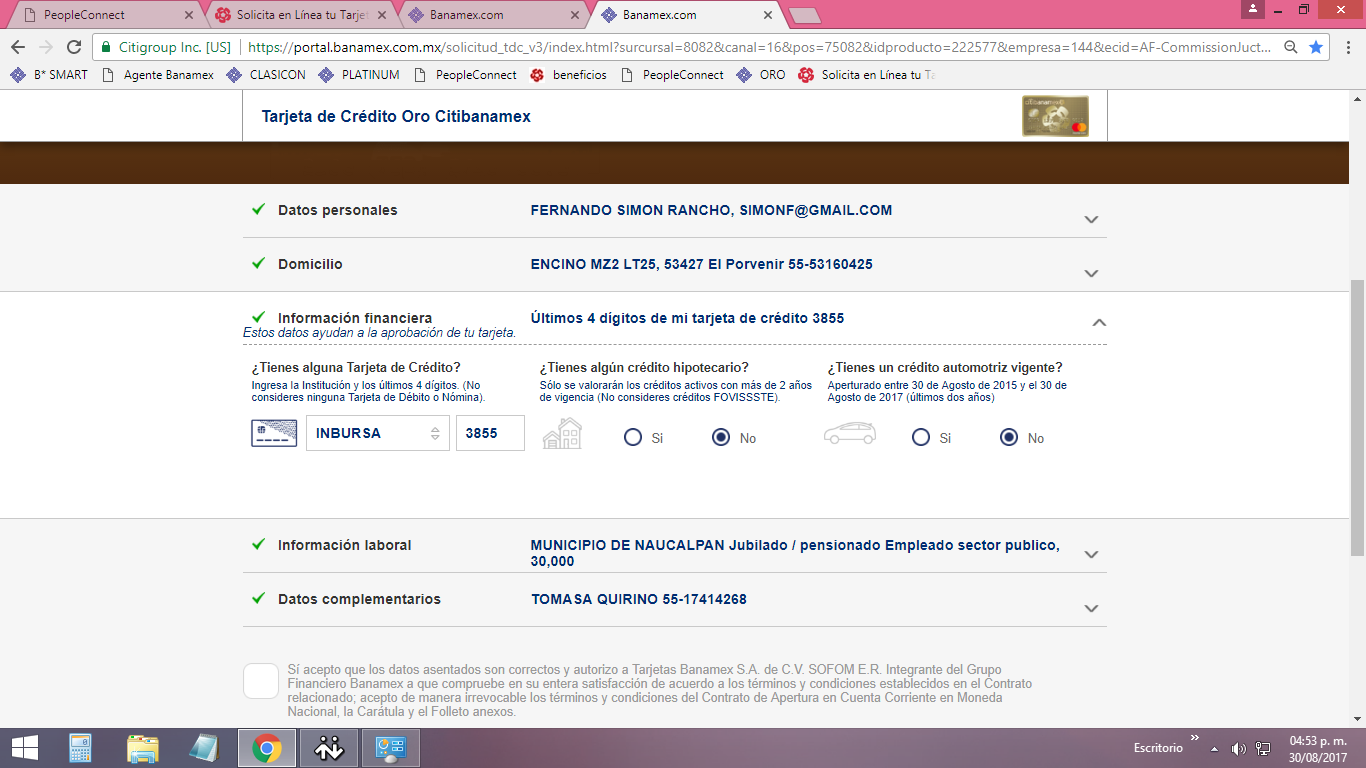 PeopleConnect
Solicita en Línea tu Tarje
Banamex.com
Banamex.com
Citigroup Inc. [US]
https://portal.banamex.com.mx/solicitud_tdc_v3/index.html?surcursal=8082&canal=16&pos=75082&idproducto=222577&empresa=144&ecid=AF-CommissionJuct...
B* SMART
Agente Banamex
CLASICON
PLATINUM
PeopleConnect
beneficios
PeopleConnect
ORO
Solicita en Línea tu Ta
Tarjeta de Crédito Oro Citibanamex
Datos personales
FERNANDO SIMON RANCHO, SIMONF@GMAIL.COM
Domicilio
ENCINO MZ2 LT25, 53427 El Porvenir 55-53160425
Información financiera
Últimos 4 dígitos de mi tarjeta de crédito 3855
Estos datos ayudan a la aprobación de tu tarjeta.
¿Tienes alguna Tarjeta de Crédito?
Ingresa la Institución y los últimos 4 dígitos. (No
consideres ninguna Tarjeta de Débito o Nómina).
INBURSA
3855
¿Tienes algún crédito hipotecario?
Sólo se valorarán los créditos activos con más de 2 años
de vigencia (No consideres créditos FOVISSSTE).
Si
No
¿Tienes un crédito automotriz vigente?
Aperturado entre 30 de Agosto de 2015 y el 30 de
Agosto de 2017 (últimos dos años)
Si
No
Información laboral
MUNICIPIO DE NAUCALPAN Jubilado / pensionado Empleado sector publico,
30,000
Datos complementarios
TOMASA QUIRINO 55-17414268
Sí acepto que los datos asentados son correctos y autorizo a Tarjetas Banamex S.A. de C.V. SOFOM E.R. Integrante del Grupo
Financiero Banamex a que compruebe en su entera satisfacción de acuerdo a los términos y condiciones establecidos en el Contrato
relacionado; acepto de manera irrevocable los términos y condiciones del Contrato de Apertura en Cuenta Corriente en Moneda
Nacional, la Carátula y el Folleto anexos.
Escritorio
04:53 p. m.
30/08/2017